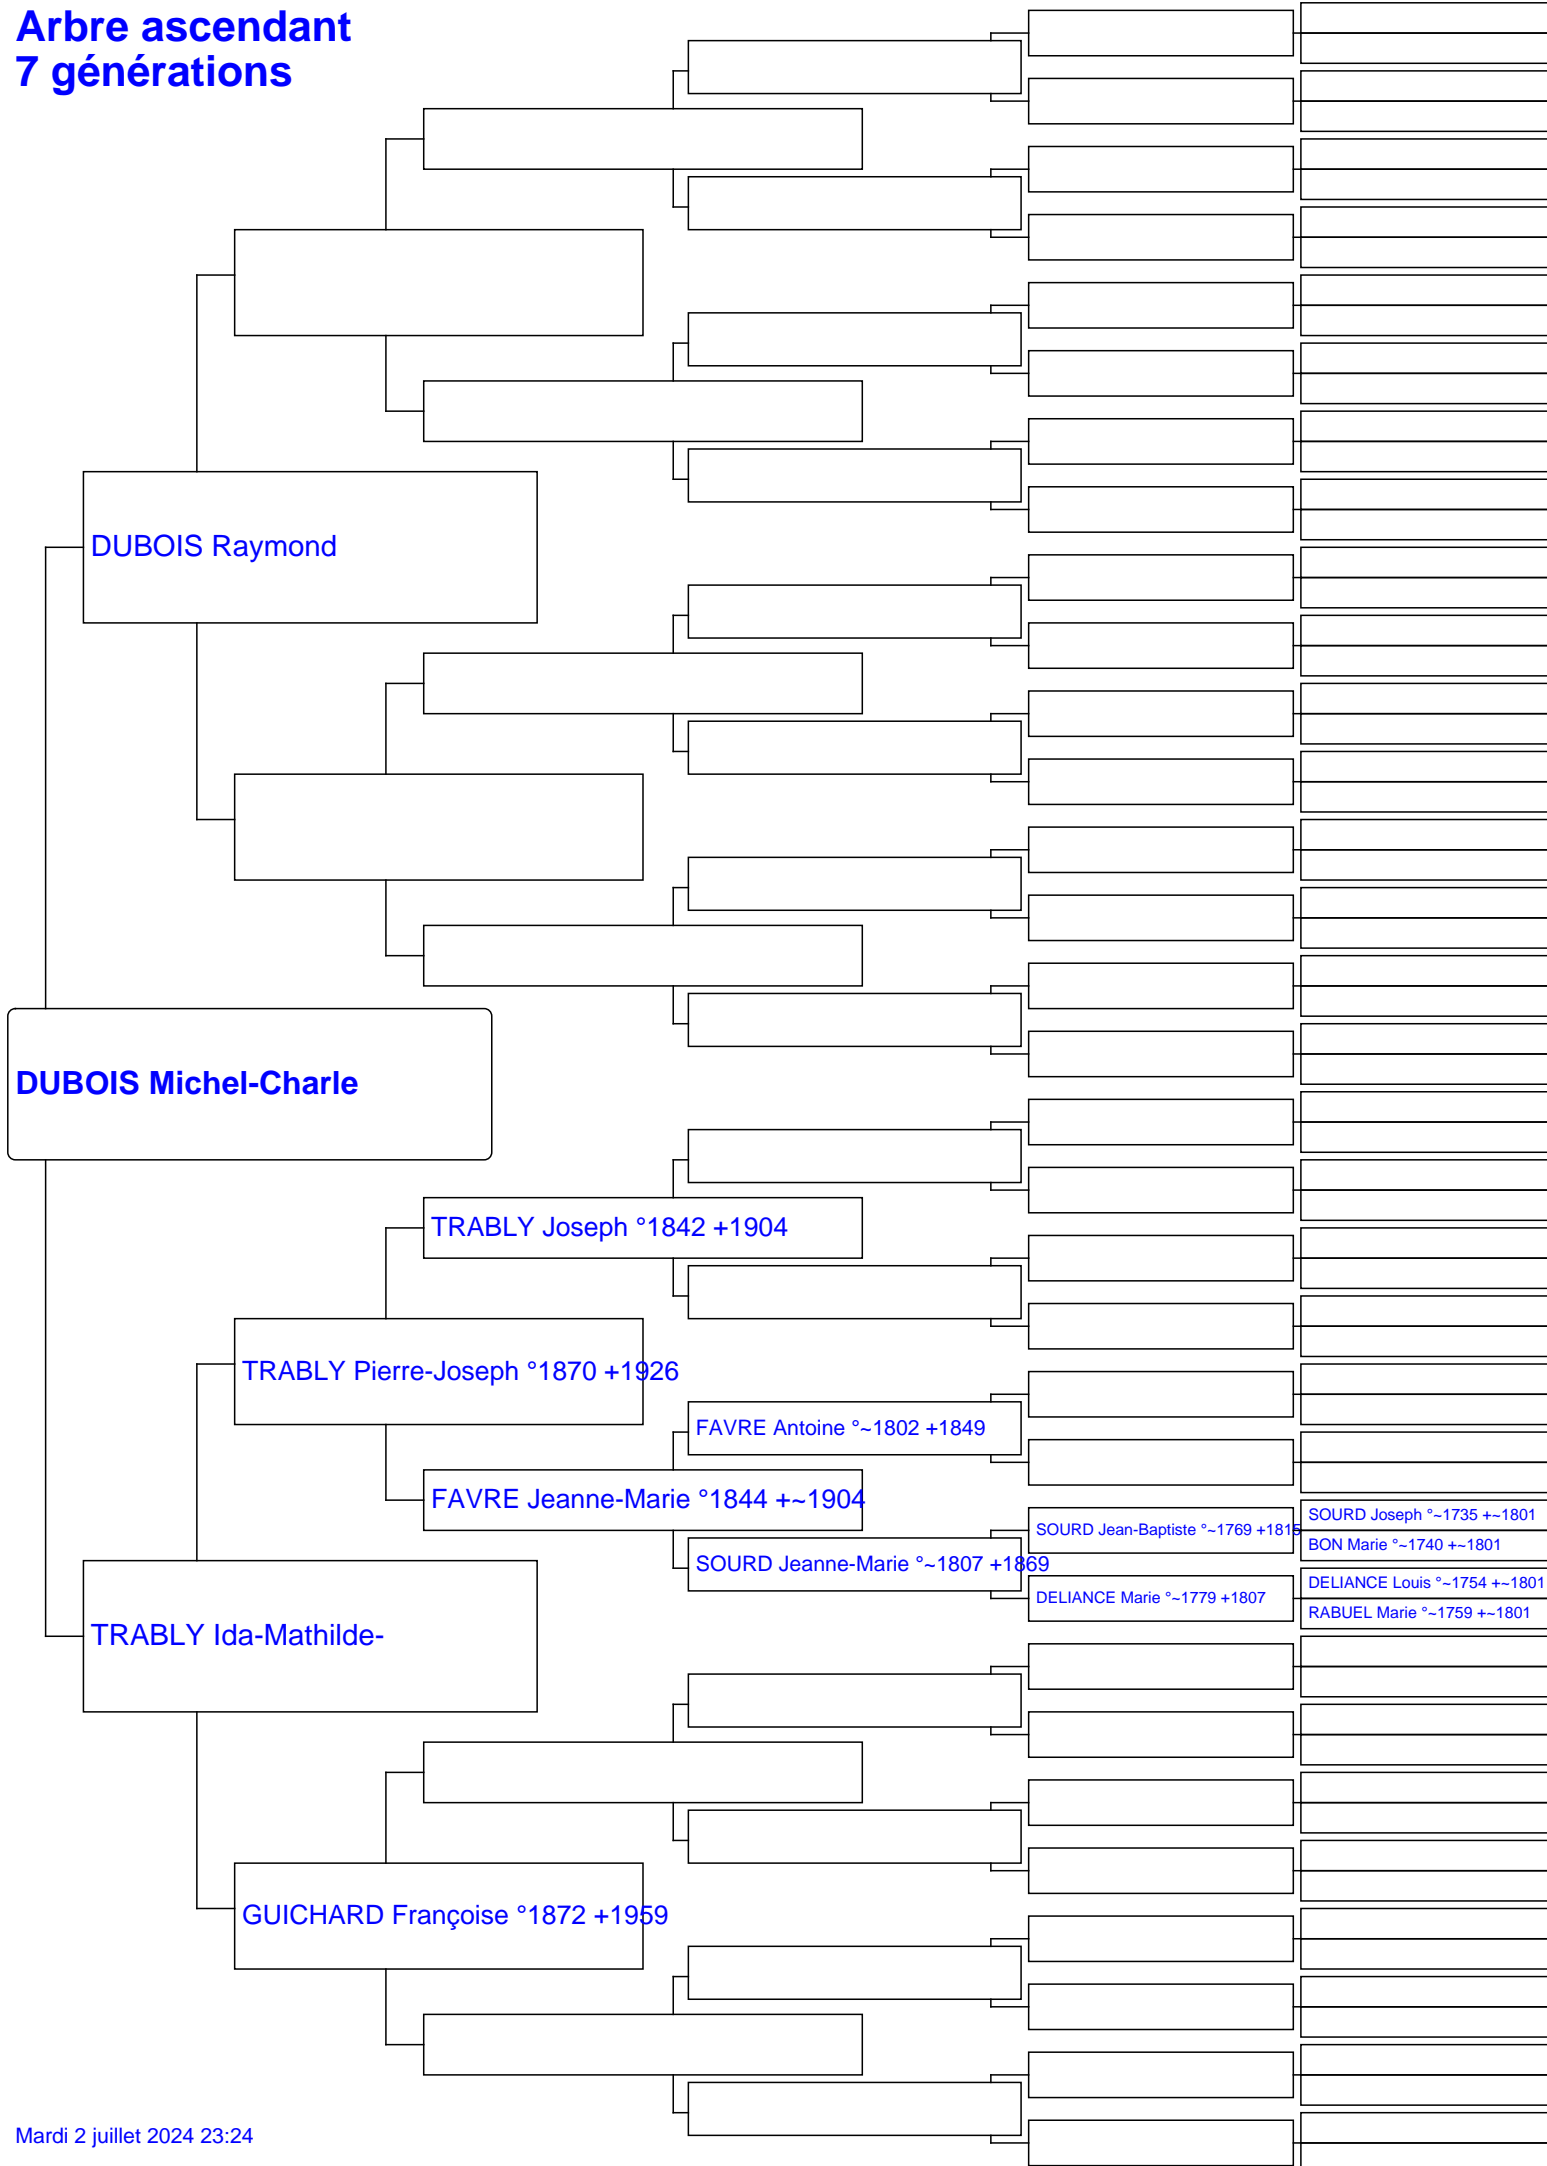 Arbre ascendant
7 générations
DUBOIS Raymond
DUBOIS Michel-Charle
TRABLY Joseph °1842 +1904
TRABLY Pierre-Joseph °1870 +1926
FAVRE Antoine °~1802 +1849
FAVRE Jeanne-Marie °1844 +~1904
SOURD Jean-Baptiste °~1769 +1815
SOURD Joseph °~1735 +~1801
BON Marie °~1740 +~1801
SOURD Jeanne-Marie °~1807 +1869
DELIANCE Marie °~1779 +1807
DELIANCE Louis °~1754 +~1801
RABUEL Marie °~1759 +~1801
TRABLY Ida-Mathilde-
GUICHARD Françoise °1872 +1959
Mardi 2 juillet 2024 23:24